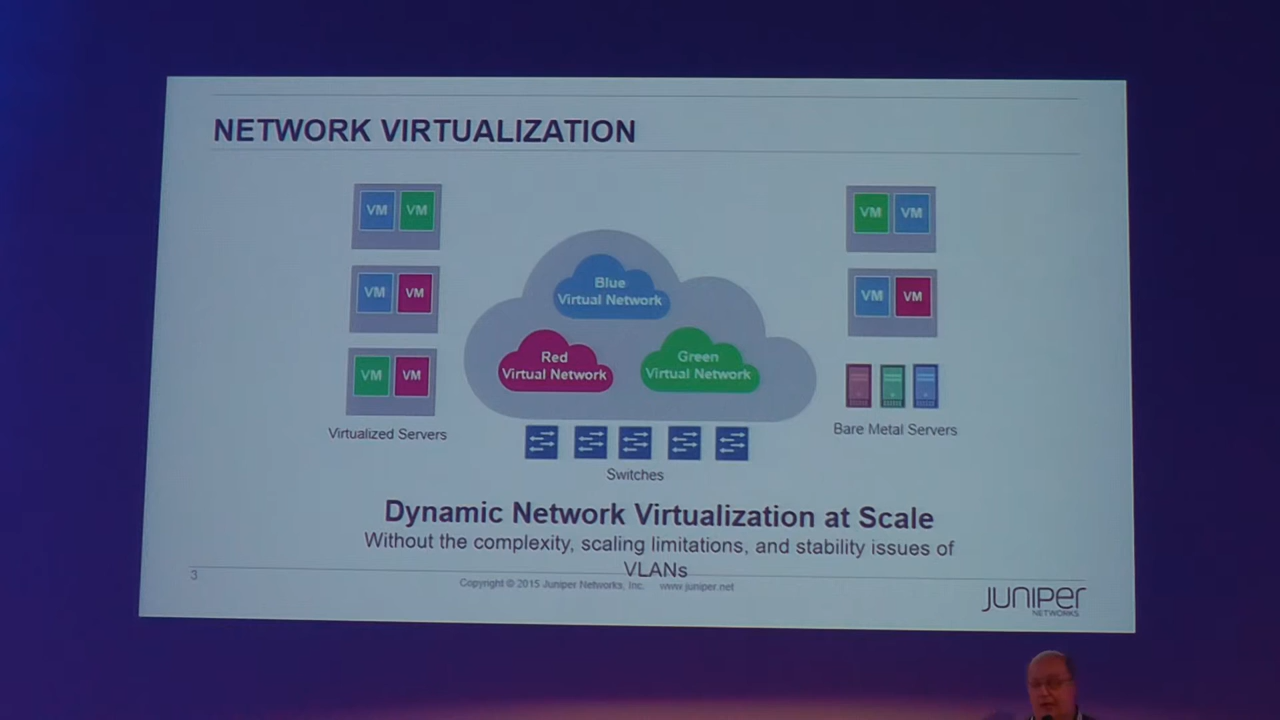 NETWORK VIRTUALIZATION
VM VM
VM VM
VM VM
Virtualized Servers
Blue
Virtual Network
Red
Virtual Network
Green
Virtual Network
Switches
VM VM
VM VM
Bare Metal Servers
Dynamic Network Virtualization at Scale
Without the complexity, scaling limitations, and stability issues of
VLANs
3
Copyright © 2015 Juniper Networks, Inc. www.juniper.net
JUNIPER
NETWORKS